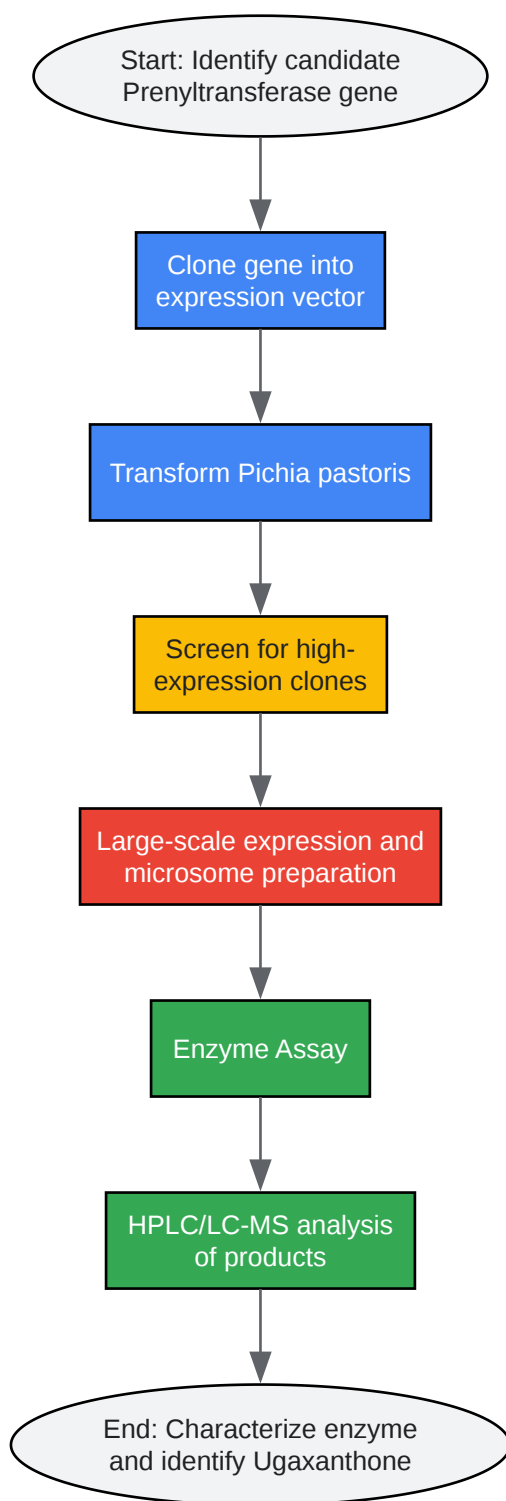 Start: Identify candidate
Prenyltransferase gene
Clone gene into
expression vector
Transform Pichia pastoris
Screen for high-
expression clones
Large-scale expression and
microsome preparation
Enzyme Assay
HPLC/LC-MS analysis
of products
End: Characterize enzyme
and identify Ugaxanthone